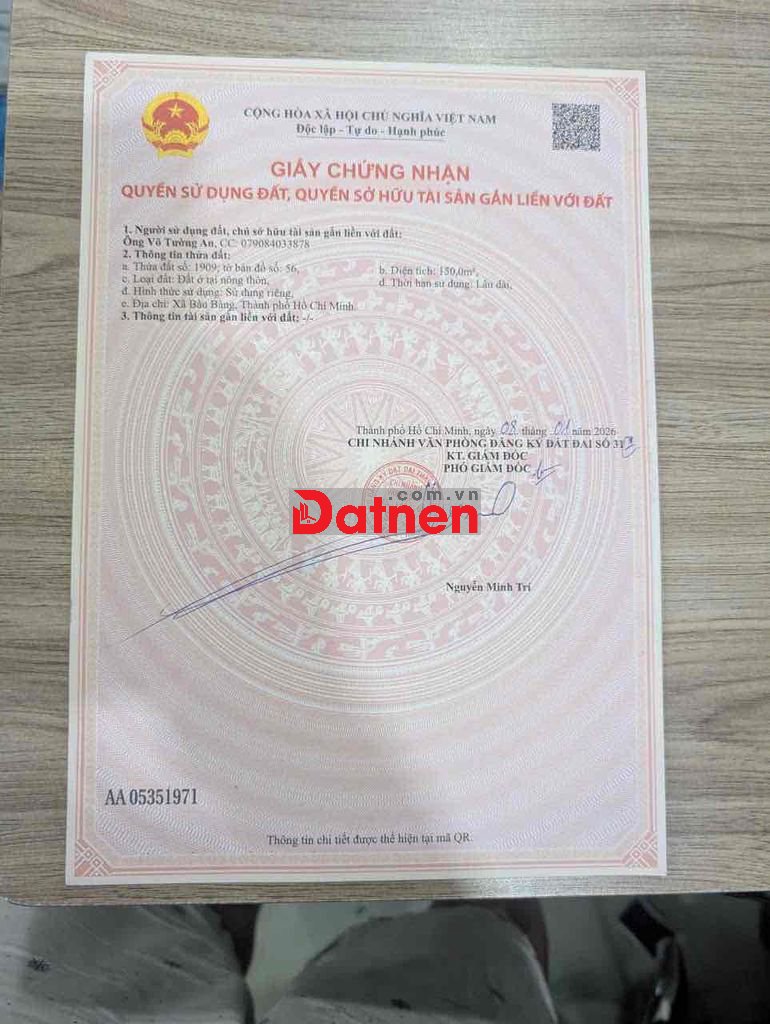 CỘNG HÒA XÃ HỘI CHỦ NGHĨA VIỆT NAM
Độc lập - Tự do - Hạnh phúc
GIẤY CHỨNG NHẬN
QUYỀN SỬ DỤNG ĐẤT, QUYỀN SỞ HỮU TÀI SẢN GẮN LIỀN VỚI ĐẤT
1. Người sử dụng đất, chủ sở hữu tài sản gắn liền với đất:
Ông Võ Tường An, CC: 079084033878
2. Thông tin thửa đất:
a. Thửa đất số: 1909; tờ bản đồ số: 56, b. Diện tích: 150,0m²,
c. Loại đất: Đất ở tại nông thôn, d. Thời hạn sử dụng: Lâu dài,
đ. Hình thức sử dụng: Sử dụng riêng,
e. Địa chỉ: Xã Bàu Bàng, Thành phố Hồ Chí Minh.
3. Thông tin tài sản gắn liền với đất: -/-
Thành phố Hồ Chí Minh, ngày 08 tháng 01 năm 2026
CHI NHÁNH VĂN PHÒNG ĐĂNG KÝ ĐẤT ĐAI SỐ 31
KT. GIÁM ĐỐC
PHÓ GIÁM ĐỐC
.com.vn
Datnen
Nguyễn Minh Trí
AA 05351971
Thông tin chi tiết được thể hiện tại mã QR.